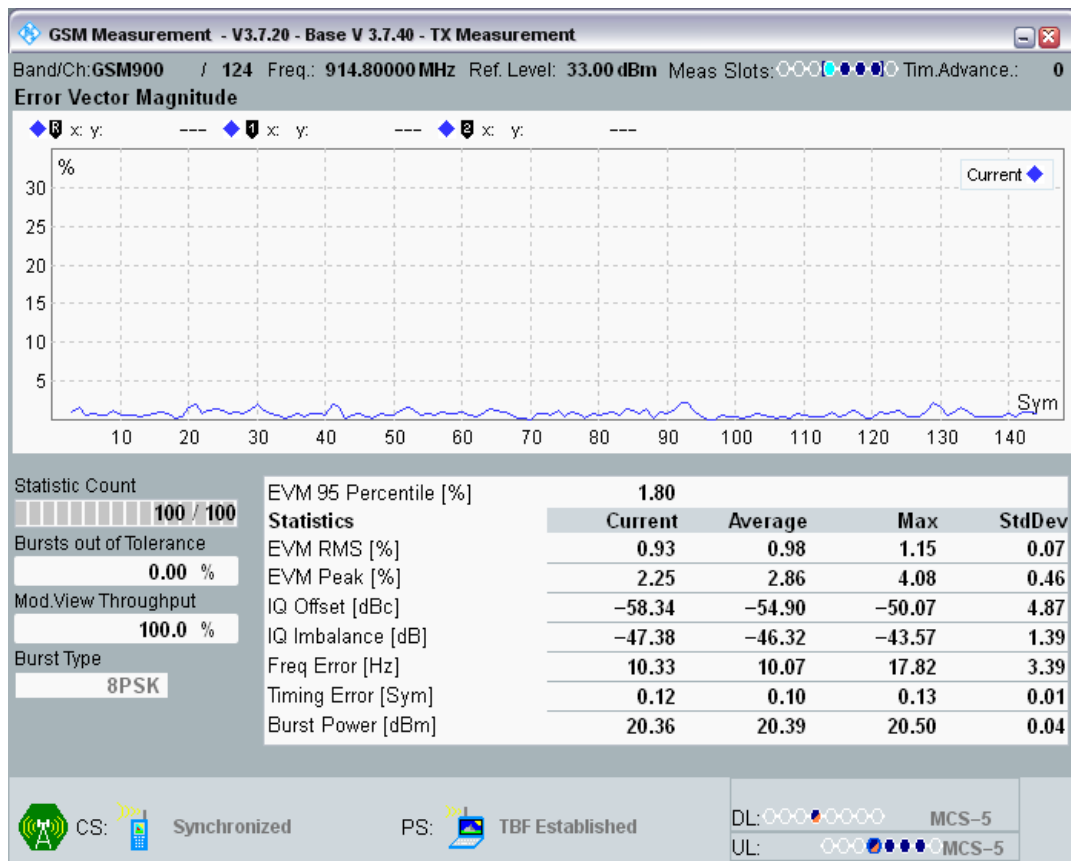 GSM Measurement - V3.7.20 - Base V 3.7.40 - TX Measurement
Band/Ch:GSM900 / 124 Freq.: 914.80000 MHz Ref. Level: 33.00 dBm Meas Slots: Tim.Advance.: 0
Error Vector Magnitude
R x: y: --- 1 x: y: --- 2 x: y: ---
%
Current
30
25
20
15
10
5
Sym
10 20 30 40 50 60 70 80 90 100 110 120 130 140
Statistic Count
100 / 100
Bursts out of Tolerance
0.00 %
Mod.View Throughput
100.0 %
Burst Type
8PSK
EVM 95 Percentile [%] 1.80
Statistics Current Average Max StdDev
EVM RMS [%] 0.93 0.98 1.15 0.07
EVM Peak [%] 2.25 2.86 4.08 0.46
IQ Offset [dBc] −58.34 −54.90 −50.07 4.87
IQ Imbalance [dB] −47.38 −46.32 −43.57 1.39
Freq Error [Hz] 10.33 10.07 17.82 3.39
Timing Error [Sym] 0.12 0.10 0.13 0.01
Burst Power [dBm] 20.36 20.39 20.50 0.04
CS: Synchronized PS: TBF Established
DL: MCS−5
UL: MCS−5